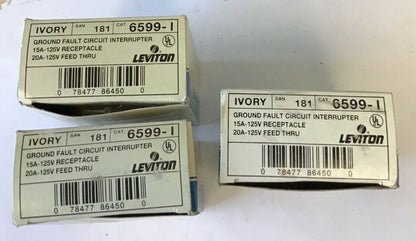 IVORY SAN 181 CAT. 6599-I
GROUND FAULT CIRCUIT INTERRUPTER
15A-125V RECEPTACLE
20A-125V FEED THRU
UL
LEVITON
0 78477 86450 0
IVORY SAN 181 CAT. 6599-I
GROUND FAULT CIRCUIT INTERRUPTER
15A-125V RECEPTACLE
20A-125V FEED THRU
UL
LEVITON
0 78477 86450 0
IVORY SAN 181 CAT. 6599-I
GROUND FAULT CIRCUIT INTERRUPTER
15A-125V RECEPTACLE
20A-125V FEED THRU
UL
LEVITON
0 78477 86450 0